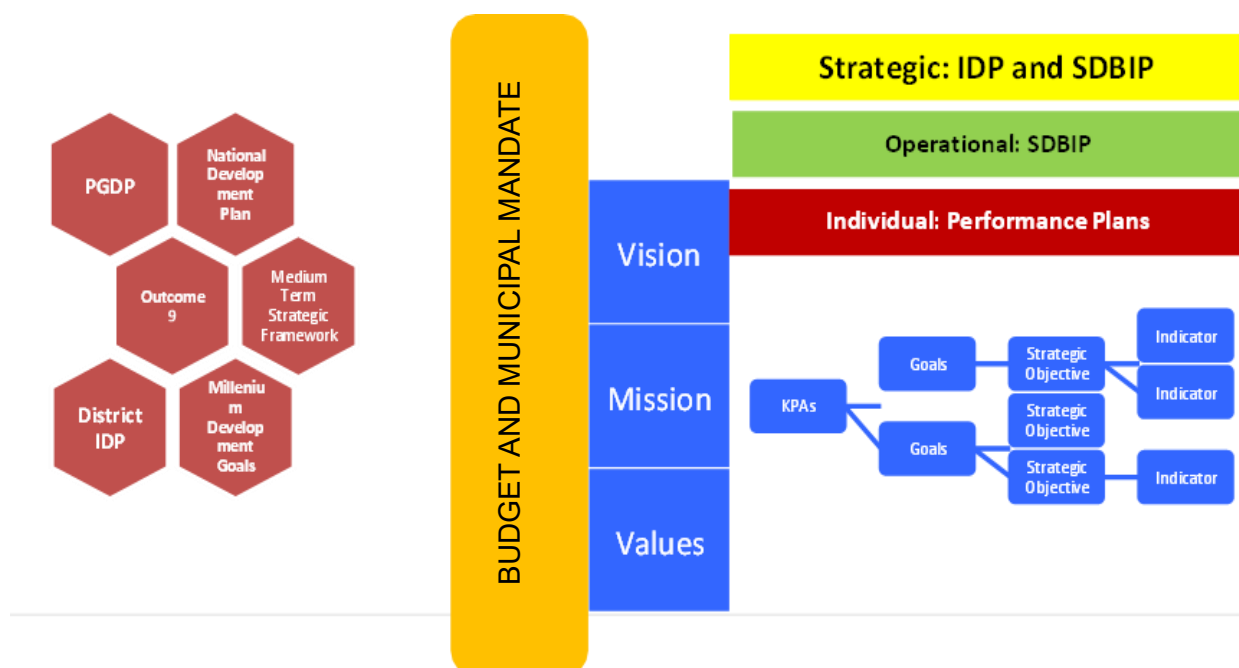 PGDP
National
Develop
ment
Plan
Outcome
9
Medium
Term
Strategic
Framework
District
IDP
Milleniu
m
Develop
ment
Goals
BUDGET AND MUNICIPAL MANDATE
Vision
Mission
Values
Strategic: IDP and SDBIP
Operational: SDBIP
Individual: Performance Plans
KPAs
Goals
Strategic
Objective
Indicator
Indicator
Goals
Strategic
Objective
Strategic
Objective
Indicator